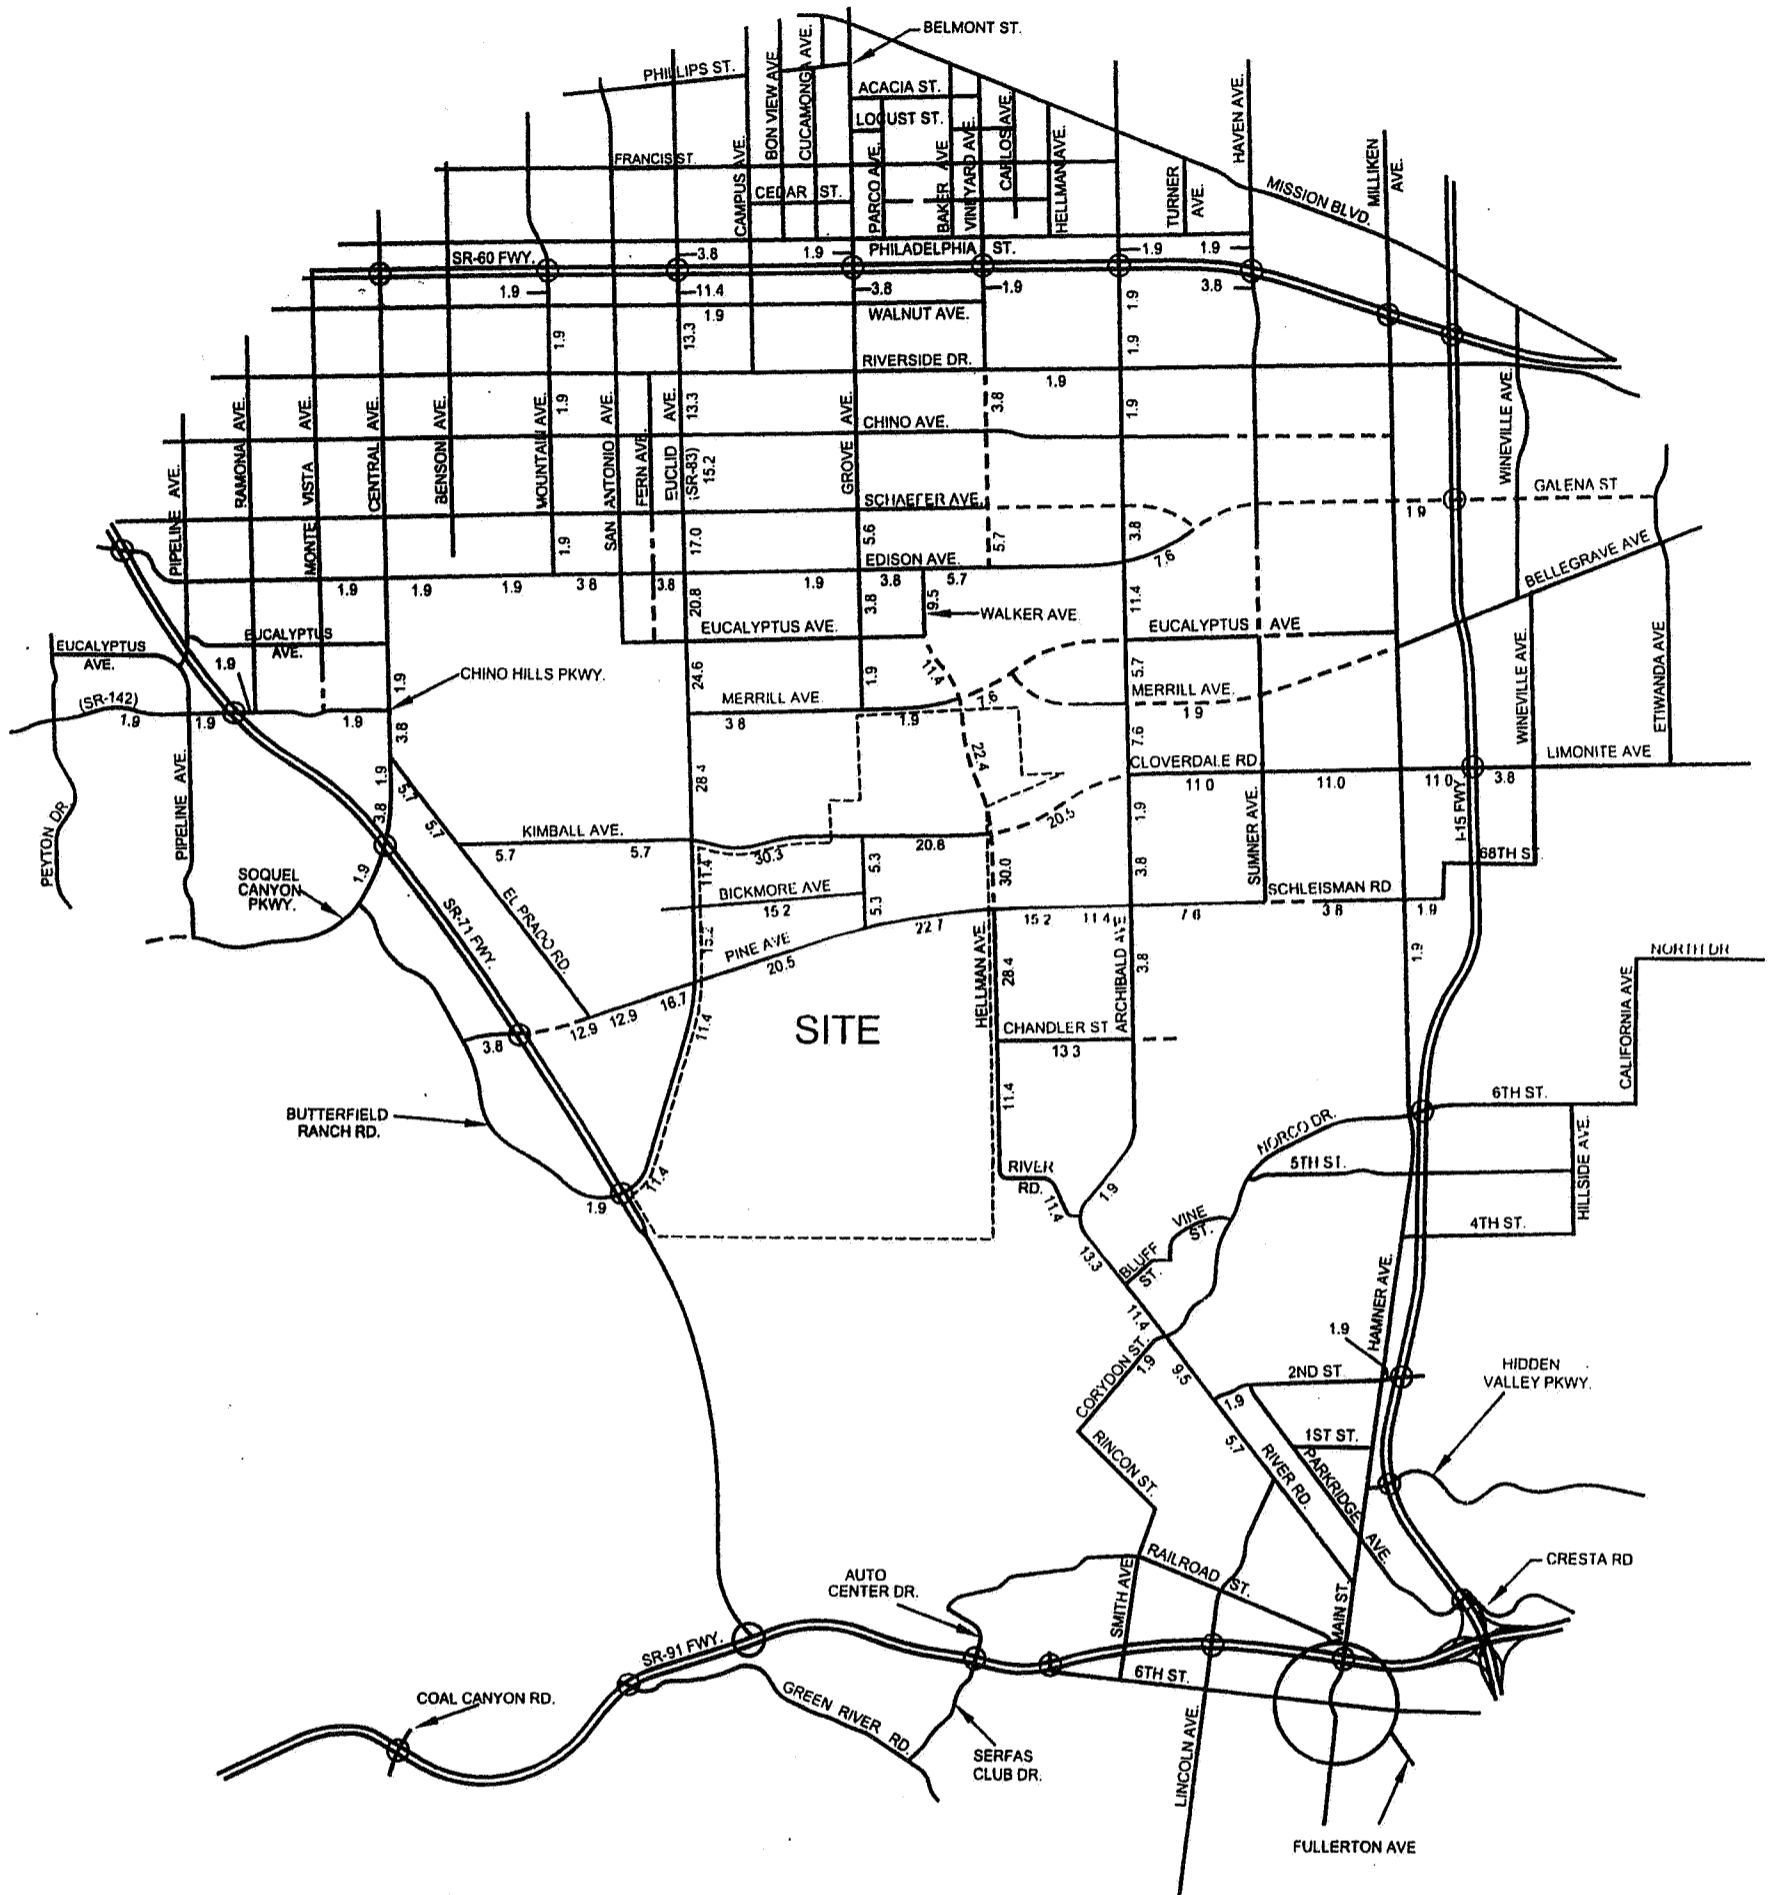 BELMONT ST.
PHILLIPS ST.
BON VIEW AVE.
CUCAMONGA AVE.
ACACIA ST.
LOCUST ST.
CAMPUS AVE.
PARCO AVE.
BAKER AVE
VINEYARD AVE.
CARLOS AVE.
HELLMAN AVE.
HAVEN AVE.
TURNER
AVE.
MILLIKEN
AVE.
MISSION BLVD.
FRANCIS ST.
CEDAR ST.
PHILADELPHIA ST.
SR-60 FWY.
3.8
1.9
1.9
1.9
1.9
11.4
3.8
1.9
3.8
1.9
WALNUT AVE.
1.9
13.3
1.9
1.9
RIVERSIDE DR.
1.9
RAMONA AVE.
MONTE VISTA AVE.
CENTRAL AVE.
BENSON AVE.
MOUNTAIN AVE.
1.9
SAN ANTONIO AVE.
FERN AVE.
EUCLID AVE.
(SR-83)
13.3
15.2
GROVE AVE.
CHINO AVE.
3.8
1.9
WINEVILLE AVE.
PIPELINE AVE.
SCHAEFER AVE.
GALENA ST
1 9
1.9
17.0
5.6
5.7
3.8
7.6
EDISON AVE.
BELLEGRAVE AVE
1.9
1.9
1.9
3 8
3.8
1.9
3.8
5.7
20.8
3.8
9.5
WALKER AVE
11.4
EUCALYPTUS AVE.
EUCALYPTUS AVE
EUCALYPTUS
AVE.
EUCALYPTUS
AVE.
1.9
1.9
CHINO HILLS PKWY.
24.6
1.9
11.4
1.9
5.7
MERRILL AVE.
MERRILL AVE.
1 9
(SR-142)
1.9
1.9
1.9
3.8
3 8
1.9
22.4
7.6
WINEVILLE AVE.
ETIWANDA AVE
LIMONITE AVE
CLOVERDALE RD
11 0
11.0
11 0
3.8
1.9
5.7
28 4
PEYTON DR
PIPELINE AVE.
3.8
5.7
KIMBALL AVE.
5.7
5.7
30.3
20.8
20.5
1.9
SUMNER AVE.
I-15 FWY
68TH ST
SOQUEL
CANYON
PKWY.
1.9
11.4
5.3
30.0
3.8
BICKMORE AVE
15 2
5.3
SCHLEISMAN RD
3 8
1.9
SR-71 FWY.
EL PRADO RD.
15.2
PINE AVE
20.5
22 7
15 2
11 4
7 6
HELLMAN AVE
28.4
ARCHIBALD AVE
3.8
1.9
NORTH DR
CALIFORNIA AVE
SITE
3.8
12.9
12.9
16.7
11.4
CHANDLER ST
13 3
BUTTERFIELD
RANCH RD.
11.4
NORCO DR.
6TH ST.
5TH ST.
HILLSIDE AVE.
RIVER
RD.
11.4
1.9
11.4
1.9
VINE
ST.
4TH ST.
13.3
BLUFF
ST.
HAMNER AVE.
11.4
CORYDON ST.
1.9
9.5
1.9
2ND ST
HIDDEN
VALLEY PKWY.
1.9
RINCON ST.
5.7
RIVER RD.
1ST ST.
PARKRIDGE AVE.
CRESTA RD
RAILROAD ST.
AUTO
CENTER DR.
SMITH AVE
MAIN ST.
SR-91 FWY.
6TH ST.
COAL CANYON RD.
GREEN RIVER RD.
SERFAS
CLUB DR.
LINCOLN AVE.
FULLERTON AVE